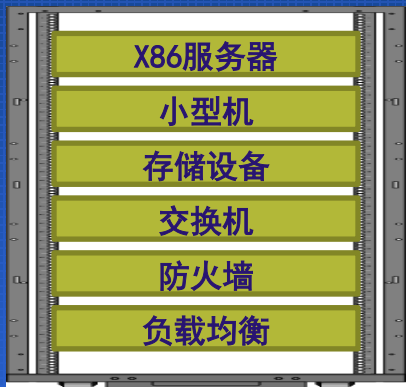 X86服务器
小型机
存储设备
交换机
防火墙
负载均衡